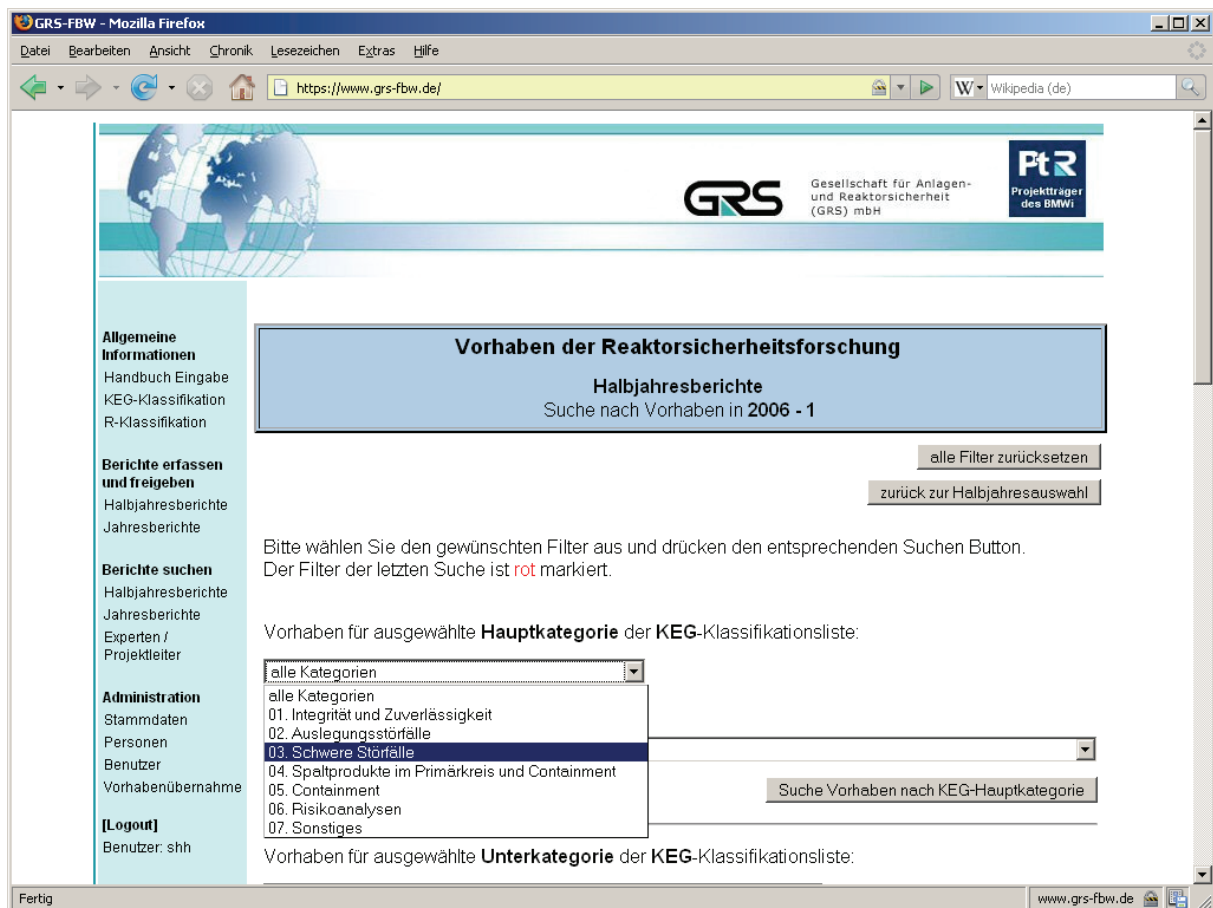 GRS-FBW - Mozilla Firefox
Datei Bearbeiten Ansicht Chronik Lesezeichen Extras Hilfe
https://www.grs-fbw.de/
W Wikipedia (de)
GRS
Gesellschaft für Anlagen-
und Reaktorsicherheit
(GRS) mbH
PtR
Projektträger
des BMWi
Allgemeine
Informationen
Handbuch Eingabe
KEG-Klassifikation
R-Klassifikation
Berichte erfassen
und freigeben
Halbjahresberichte
Jahresberichte
Berichte suchen
Halbjahresberichte
Jahresberichte
Experten /
Projektleiter
Administration
Stammdaten
Personen
Benutzer
Vorhabenübernahme
[Logout]
Benutzer: shh
Vorhaben der Reaktorsicherheitsforschung
Halbjahresberichte
Suche nach Vorhaben in 2006 - 1
alle Filter zurücksetzen
zurück zur Halbjahresauswahl
Bitte wählen Sie den gewünschten Filter aus und drücken den entsprechenden Suchen Button.
Der Filter der letzten Suche ist rot markiert.
Vorhaben für ausgewählte Hauptkategorie der KEG-Klassifikationsliste:
alle Kategorien
alle Kategorien
01. Integrität und Zuverlässigkeit
02. Auslegungsstörfälle
03. Schwere Störfälle
04. Spaltprodukte im Primärkreis und Containment
05. Containment
06. Risikoanalysen
07. Sonstiges
Suche Vorhaben nach KEG-Hauptkategorie
Vorhaben für ausgewählte Unterkategorie der KEG-Klassifikationsliste:
Fertig
www.grs-fbw.de